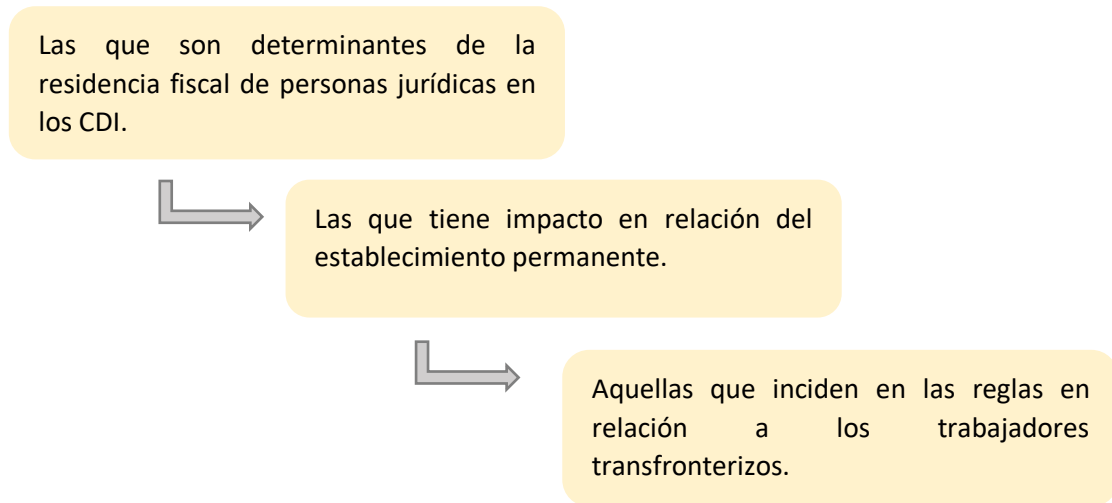 Las que son determinantes de la
residencia fiscal de personas jurídicas en
los CDI.
Las que tiene impacto en relación del
establecimiento permanente.
Aquellas que inciden en las reglas en
relación a los trabajadores
transfronterizos.